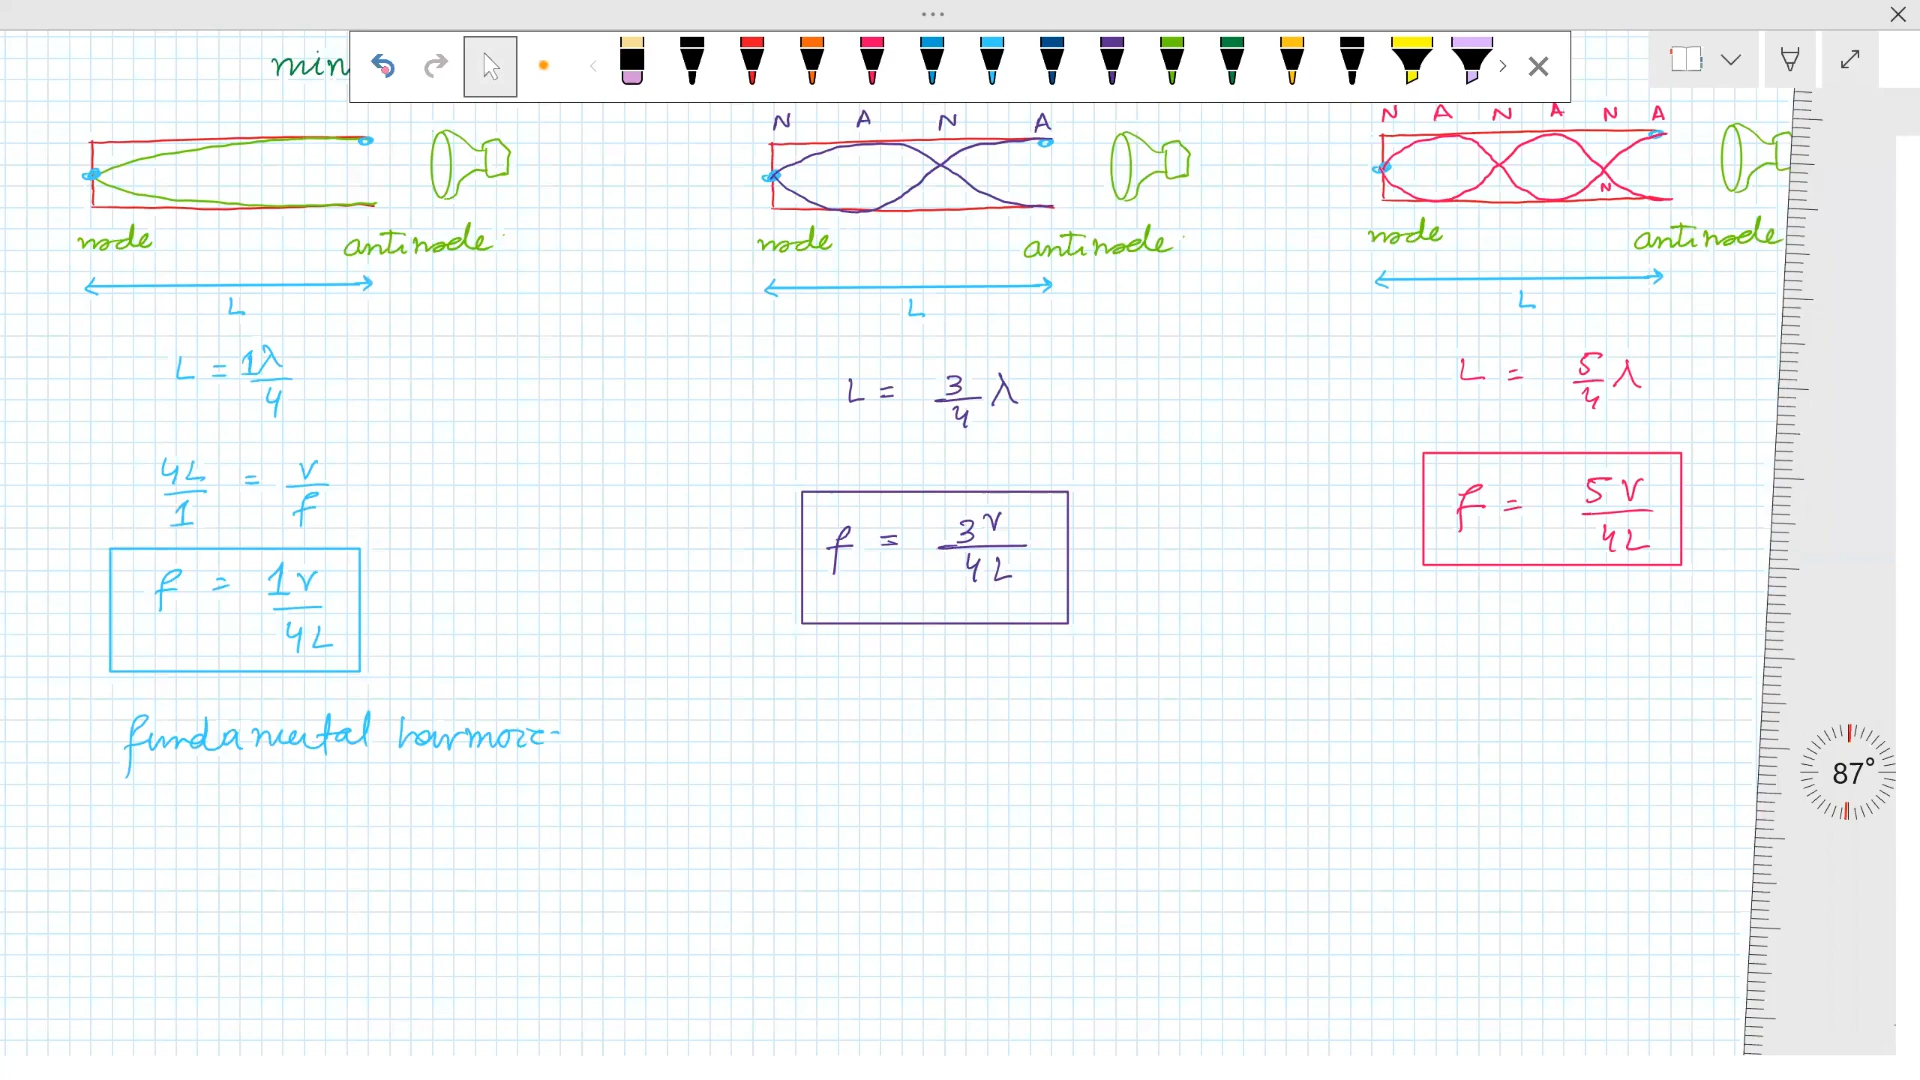 min
N A N A
N A N A N A
N
node antinode
node antinode
node antinode
L
L
L
L = 1λ/4
L = 3/4 λ
L = 5/4 λ
4L/1 = v/f
f = 1v/4L
f = 3v/4L
f = 5v/4L
fundamental
87°